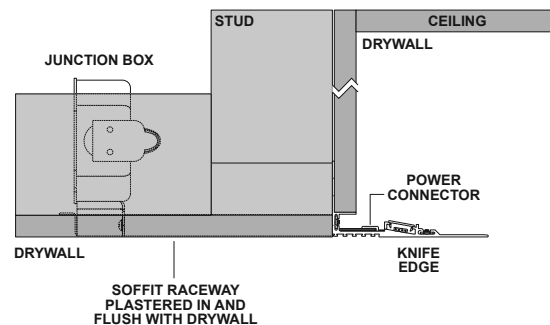 STUD
CEILING
DRYWALL
JUNCTION BOX
POWER
CONNECTOR
DRYWALL
KNIFE
EDGE
SOFFIT RACEWAY
PLASTERED IN AND
FLUSH WITH DRYWALL